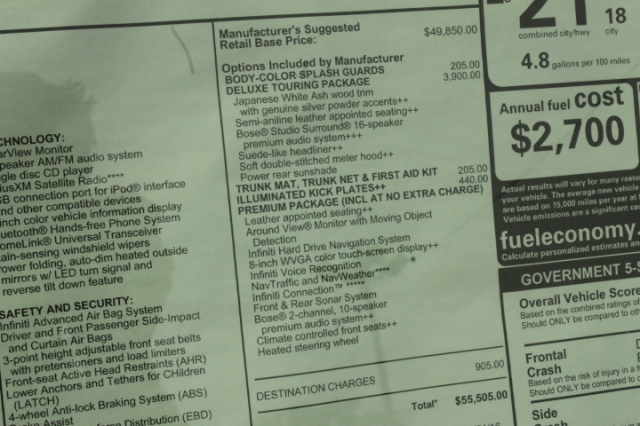 CHNOLOGY:
arView Monitor
peaker AM/FM audio system
gle disc CD player
iusXM Satellite Radio****
SB connection port for iPod® interface
nd other compatible devices
inch color vehicle information display
uetooth® Hands-free Phone System
omeLink® Universal Transceiver
ain-sensing windshield wipers
ower folding, auto-dim heated outside
mirrors w/ LED turn signal and
reverse tilt down feature
SAFETY AND SECURITY:
Infiniti Advanced Air Bag System
Driver and Front Passenger Side-Impact
and Curtain Air Bags
3-point height adjustable front seat belts
with pretensioners and load limiters
Front-seat Active Head Restraints (AHR)
Lower Anchors and Tethers for CHildren
(LATCH)
4-wheel Anti-lock Braking System (ABS)
Brake Assist
Force Distribution (EBD)
Manufacturer's Suggested
Retail Base Price: $49,850.00
Options Included by Manufacturer
BODY-COLOR SPLASH GUARDS 205.00
DELUXE TOURING PACKAGE 3,900.00
Japanese White Ash wood trim
with genuine silver powder accents++
Semi-aniline leather appointed seating++
Bose® Studio Surround® 16-speaker
premium audio system+++
Suede-like headliner++
Soft double-stitched meter hood++
Power rear sunshade
TRUNK MAT, TRUNK NET & FIRST AID KIT 205.00
ILLUMINATED KICK PLATES++ 440.00
PREMIUM PACKAGE (INCL AT NO EXTRA CHARGE)
Leather appointed seating++
Around View® Monitor with Moving Object
Detection
Infiniti Hard Drive Navigation System
8-inch WVGA color touch-screen display++
Infiniti Voice Recognition
NavTraffic and NavWeather****
Infiniti Connection™ *****
Front & Rear Sonar System
Bose® 2-channel, 10-speaker
premium audio system++
Climate controlled front seats++
Heated steering wheel
DESTINATION CHARGES 905.00
Total* $55,505.00
21 18
combined city/hwy city
4.8 gallons per 100 miles
Annual fuel cost
$2,700
Actual results will vary for many reaso
your vehicle. The average new vehicle
are based on 15,000 miles per year at
Vehicle emissions are a significant cau
fueleconomy.
Calculate personalized estimates an
GOVERNMENT 5-S
Overall Vehicle Score
Based on the combined ratings of
Should ONLY be compared to oth
Frontal
Crash
Based on the risk of injury in a f
Should ONLY be compared to
Side
Crash